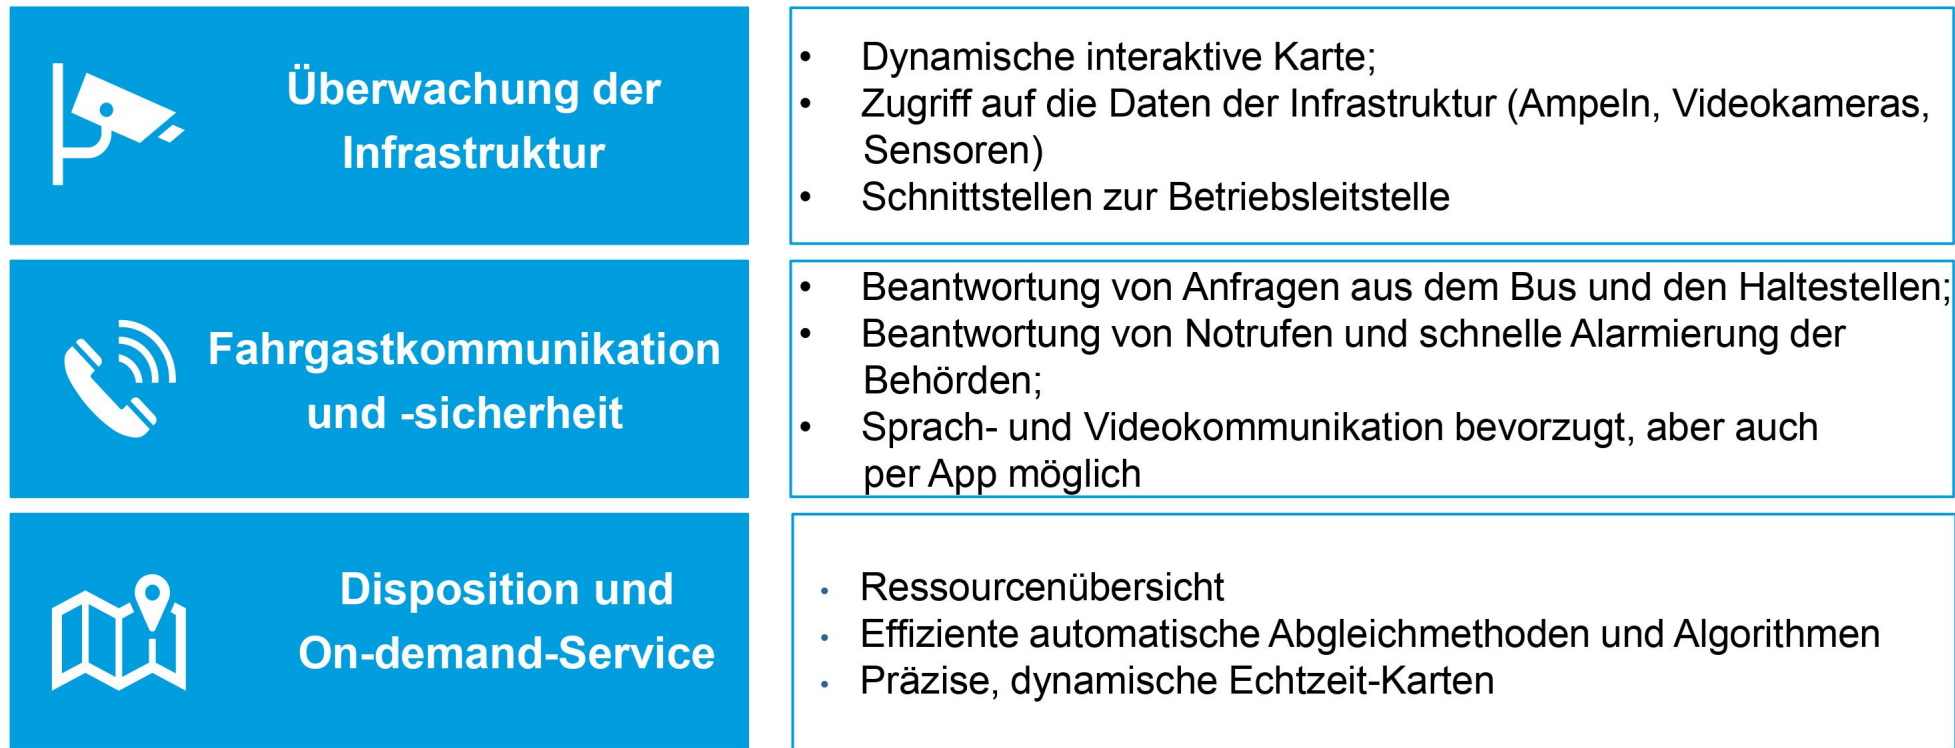 Überwachung der
Infrastruktur
• Dynamische interaktive Karte;
• Zugriff auf die Daten der Infrastruktur (Ampeln, Videokameras,
Sensoren)
• Schnittstellen zur Betriebsleitstelle
Fahrgastkommunikation
und -sicherheit
• Beantwortung von Anfragen aus dem Bus und den Haltestellen;
• Beantwortung von Notrufen und schnelle Alarmierung der
Behörden;
• Sprach- und Videokommunikation bevorzugt, aber auch
per App möglich
Disposition und
On-demand-Service
• Ressourcenübersicht
• Effiziente automatische Abgleichmethoden und Algorithmen
• Präzise, dynamische Echtzeit-Karten